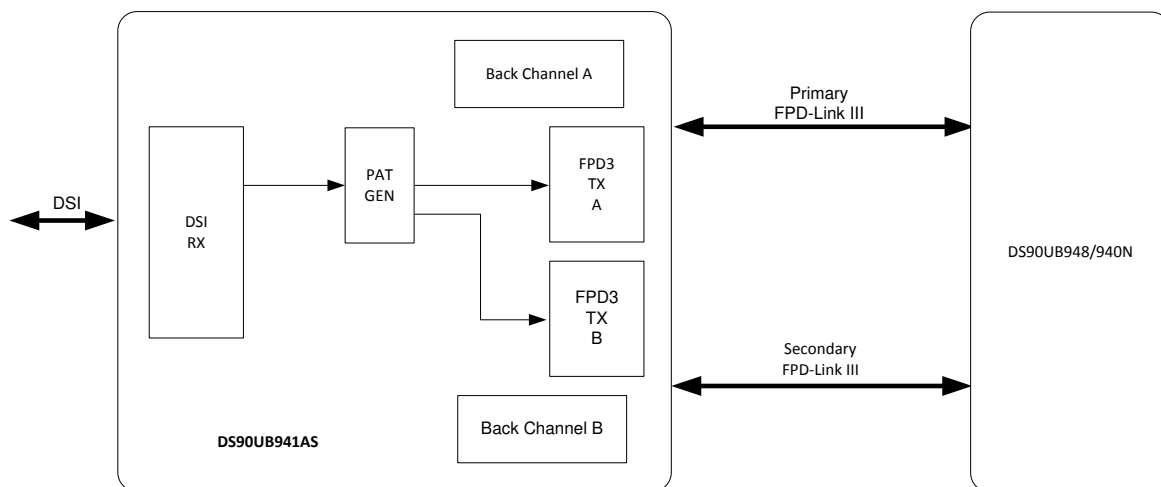 Back Channel A
Primary
FPD-Link III
DSI
DSI
RX
PAT
GEN
FPD3
TX
A
FPD3
TX
B
DS90UB948/940N
Secondary
FPD-Link III
Back Channel B
DS90UB941AS